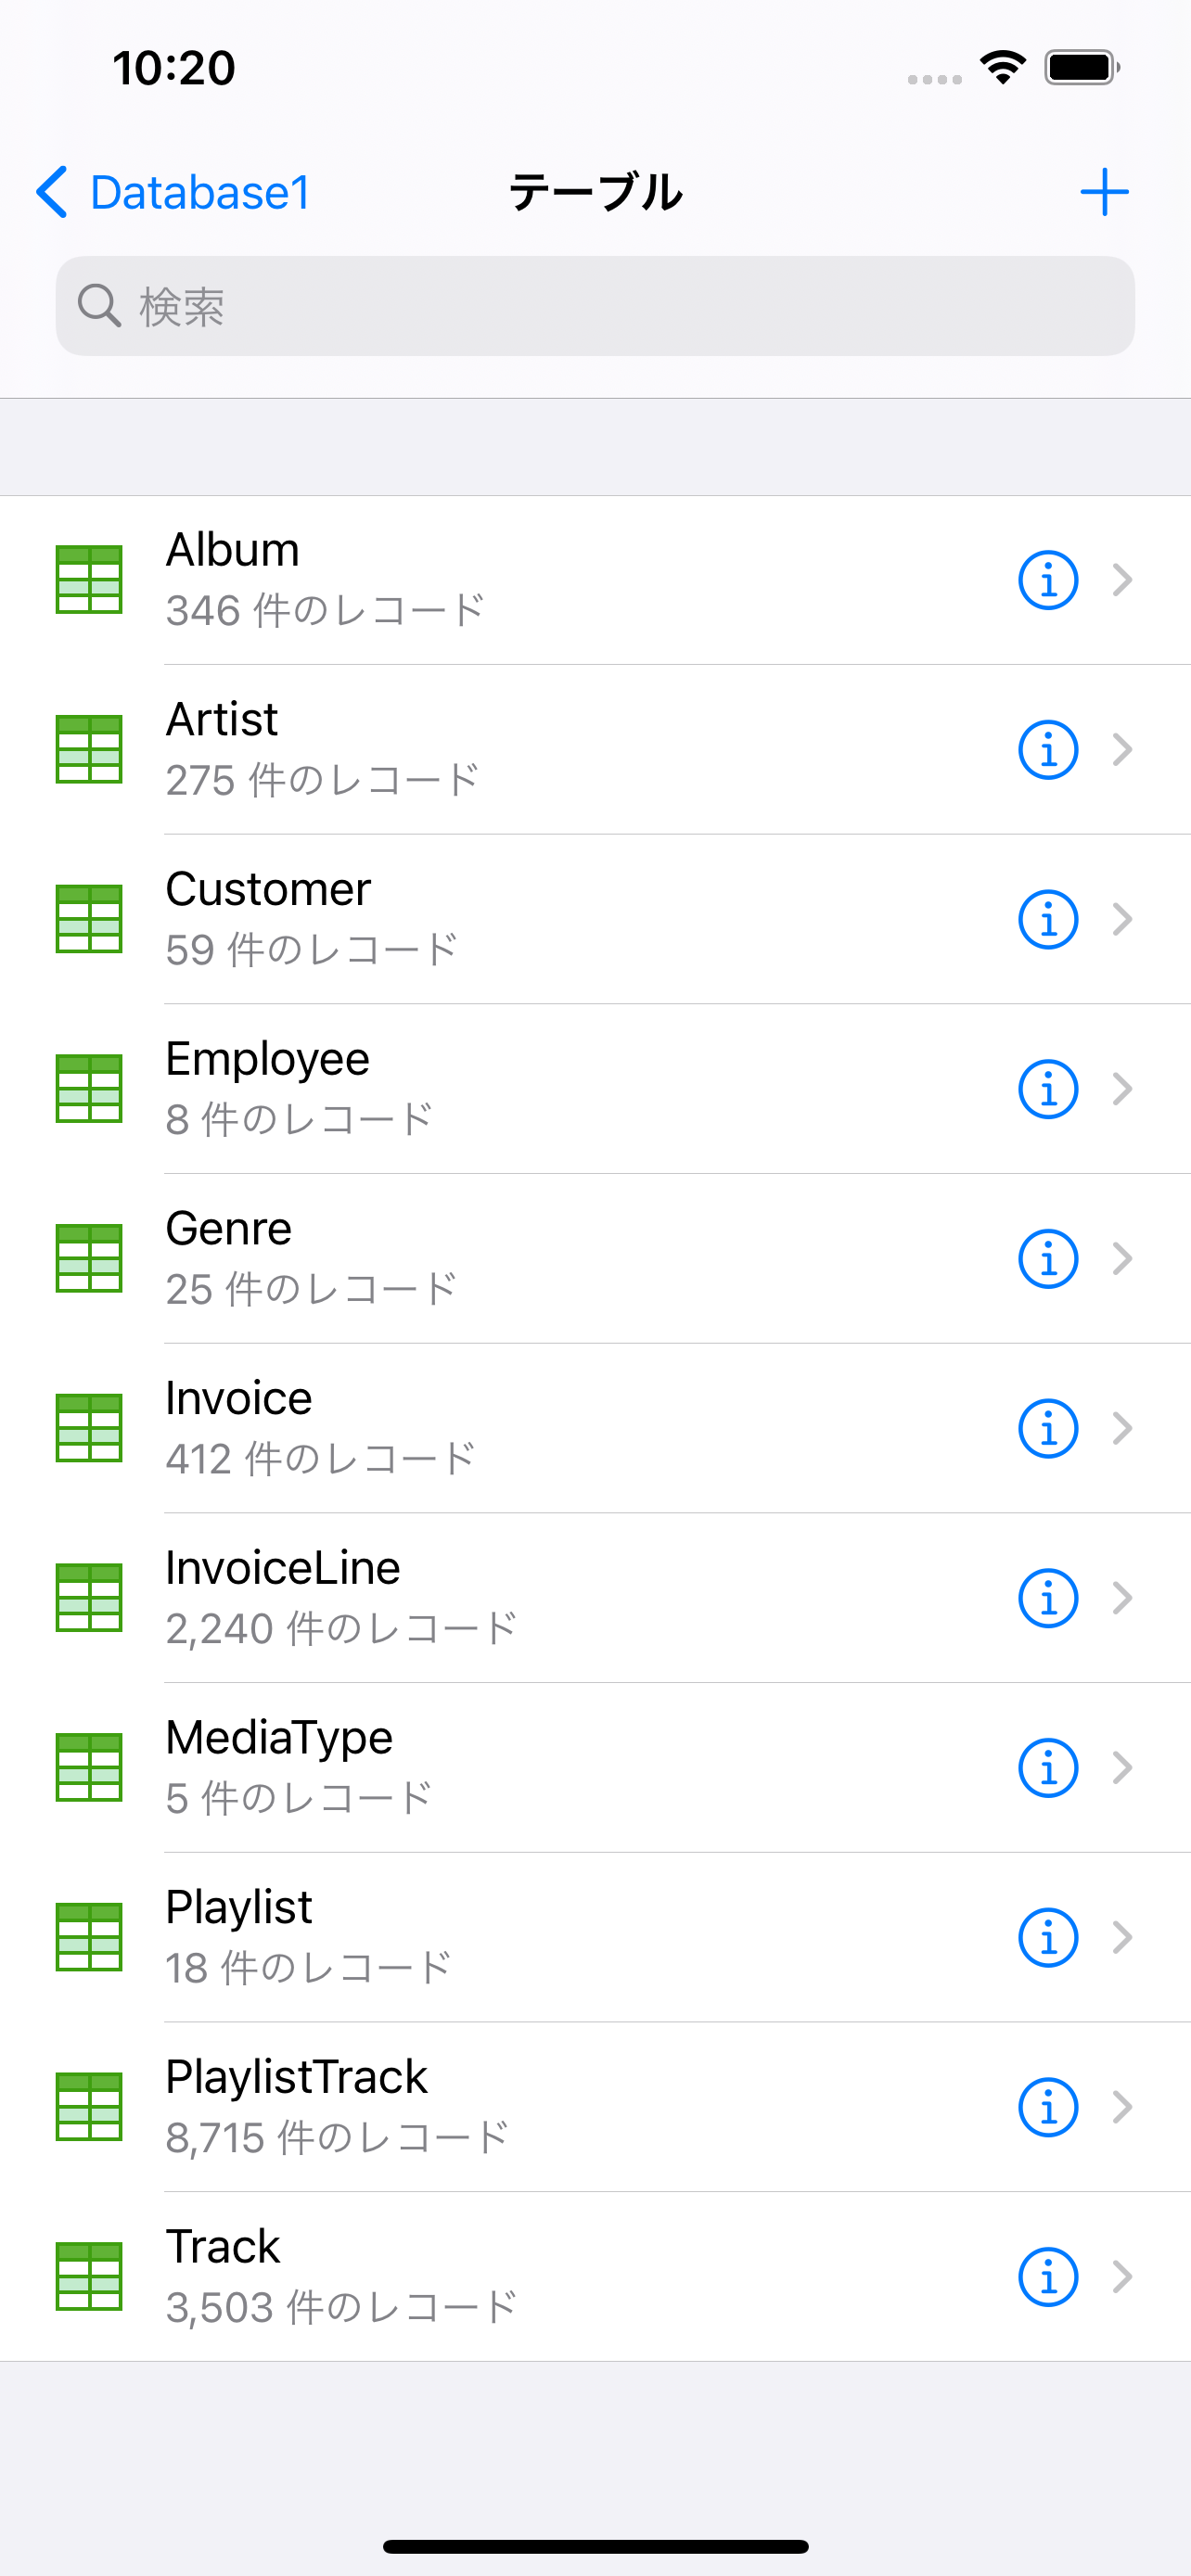 10:20
Database1
テーブル
検索
Album
346 件のレコード
Artist
275 件のレコード
Customer
59 件のレコード
Employee
8 件のレコード
Genre
25 件のレコード
Invoice
412 件のレコード
InvoiceLine
2,240 件のレコード
MediaType
5 件のレコード
Playlist
18 件のレコード
PlaylistTrack
8,715 件のレコード
Track
3,503 件のレコード